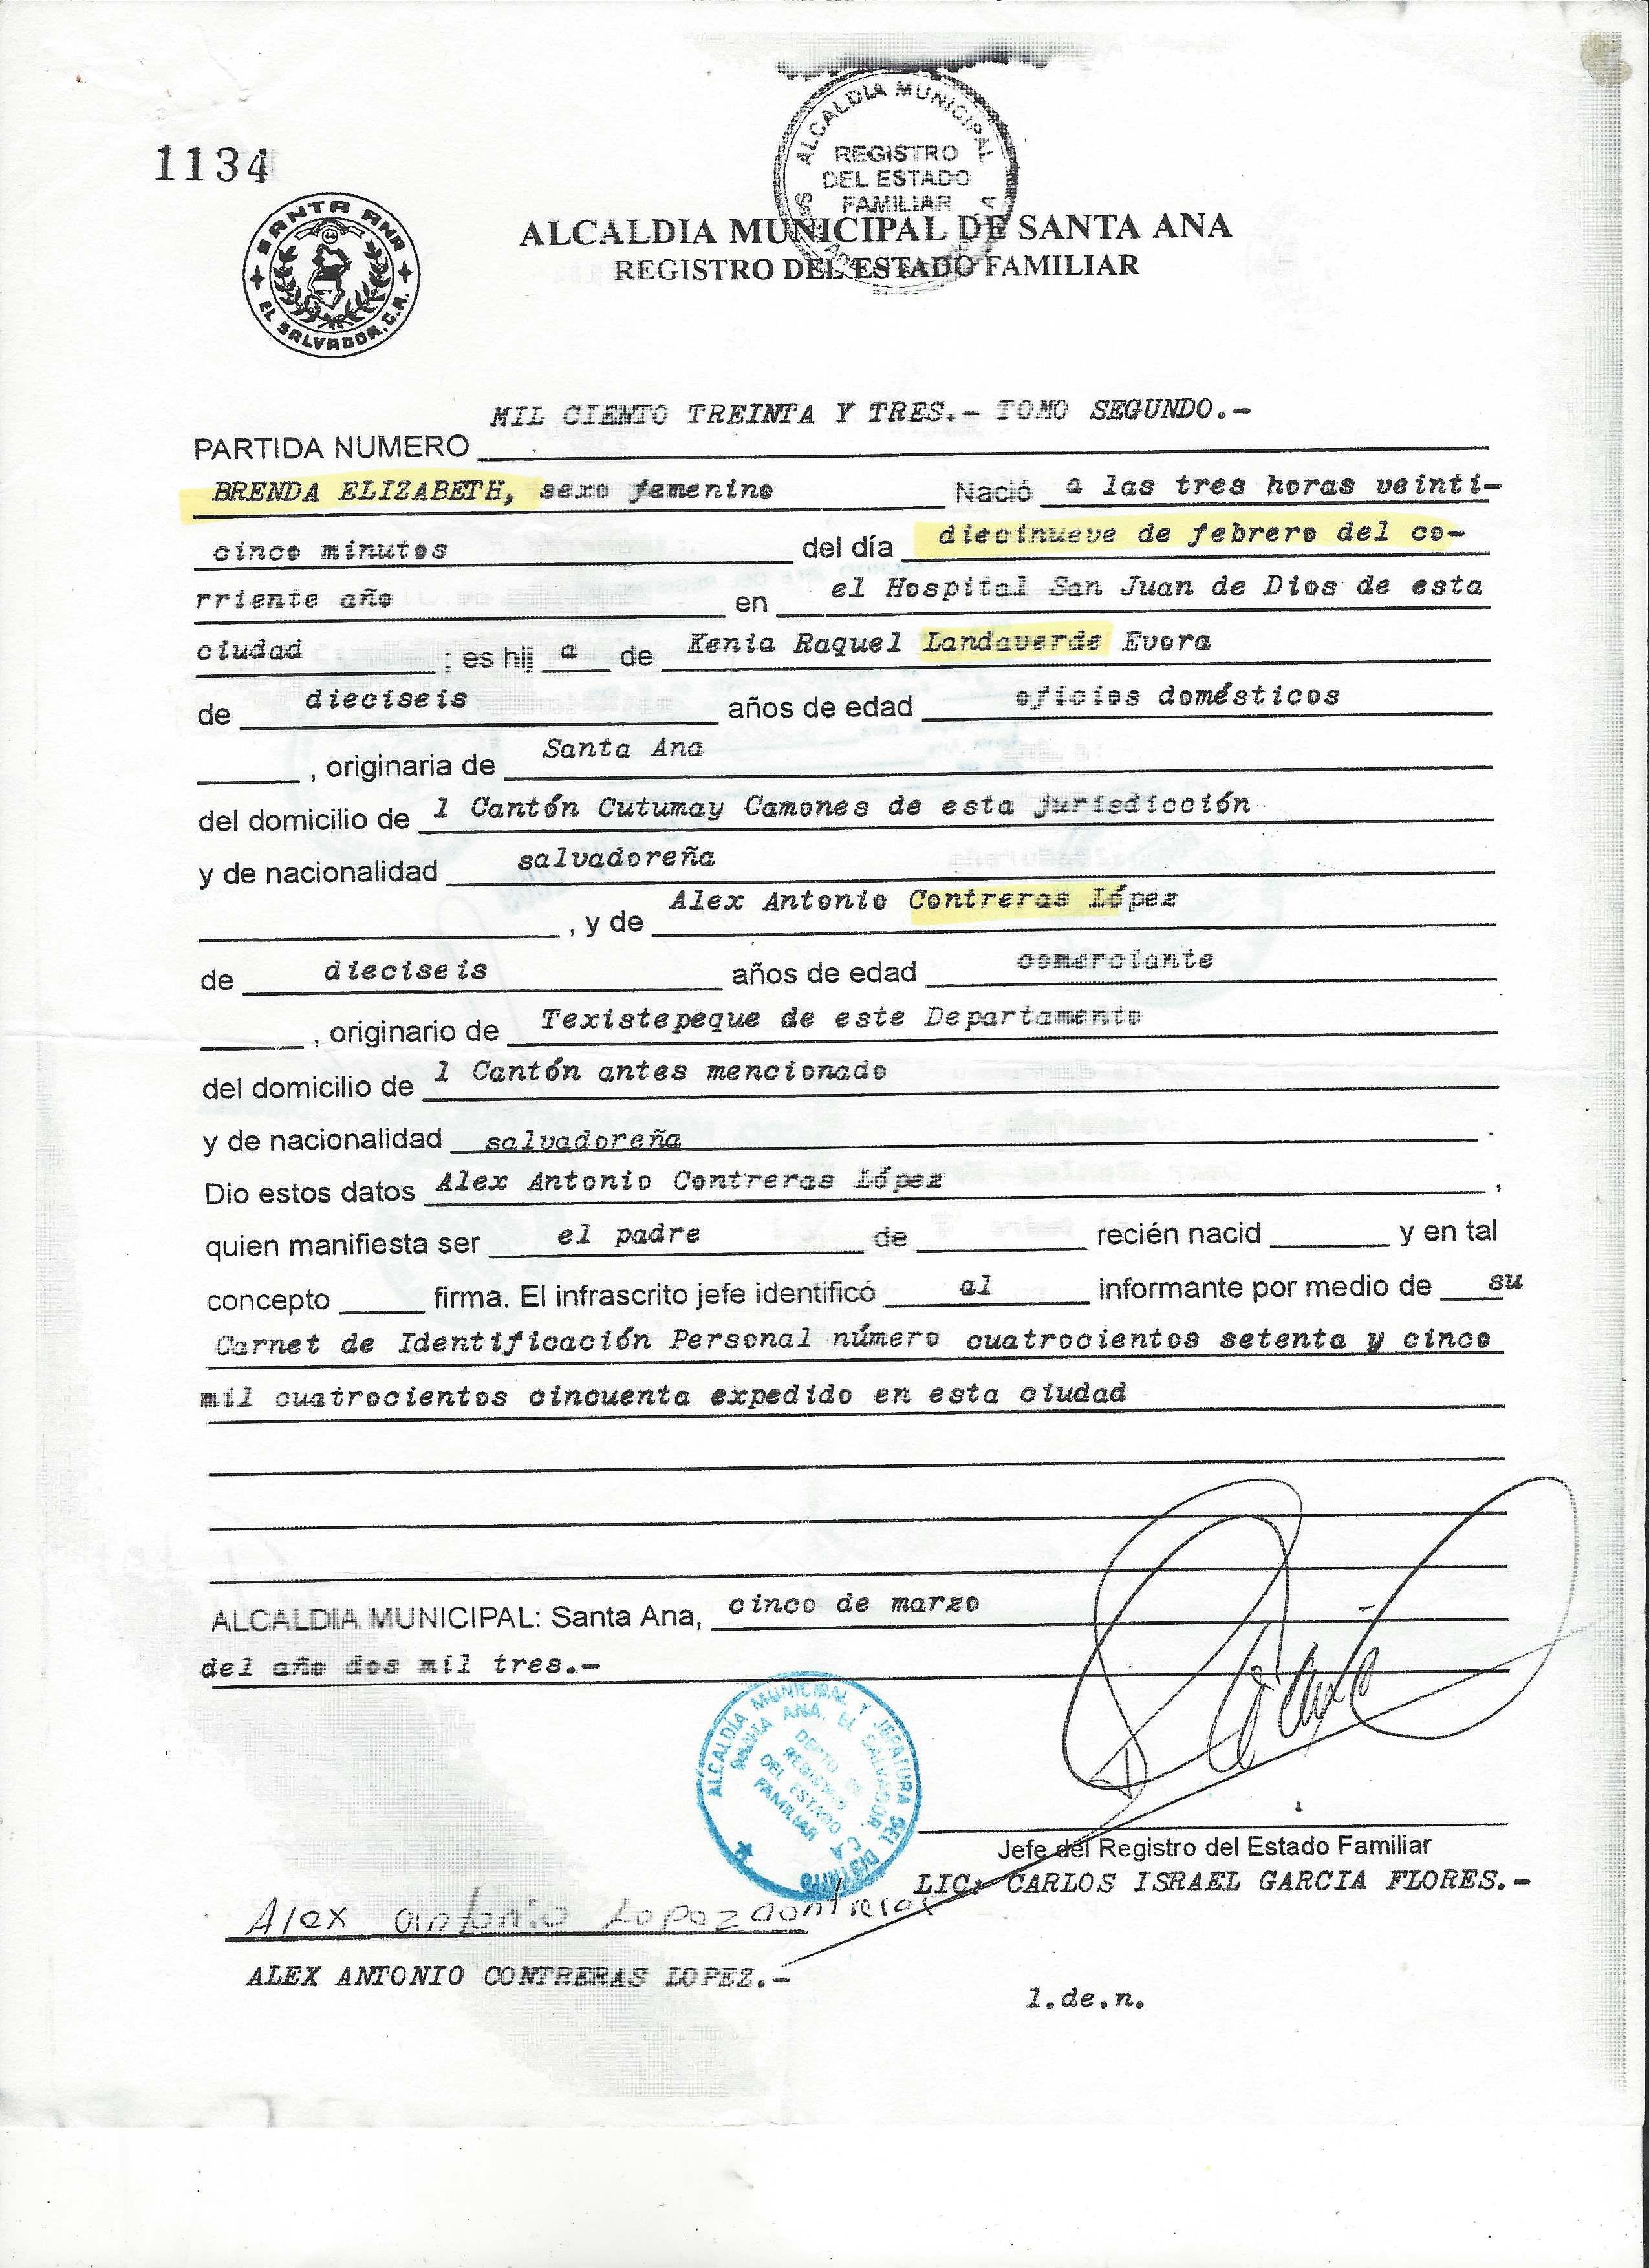 1134
ALCALDIA MUNICIPAL
REGISTRO
DEL ESTADO
FAMILIAR
SANTA ANA
EL SALVADOR, C.A.
ALCALDIA MUNICIPAL DE SANTA ANA
REGISTRO DEL ESTADO FAMILIAR
MIL CIENTO TREINTA Y TRES.- TOMO SEGUNDO.-
PARTIDA NUMERO
BRENDA ELIZABETH, sexo femenino Nació a las tres horas veinti-
cinco minutos del día diecinueve de febrero del co-
rriente año en el Hospital San Juan de Dios de esta
ciudad ; es hij a de Kenia Raquel Landaverde Evora
de dieciseis años de edad oficios domésticos
, originaria de Santa Ana
del domicilio de l Cantón Cutumay Camones de esta jurisdicción
y de nacionalidad salvadoreña
, y de Alex Antonio Contreras López
de dieciseis años de edad comerciante
, originario de Texistepeque de este Departamento
del domicilio de l Cantón antes mencionado
y de nacionalidad salvadoreña .
Dio estos datos Alex Antonio Contreras López ,
quien manifiesta ser el padre de recién nacid y en tal
concepto firma. El infrascrito jefe identificó al informante por medio de su
Carnet de Identificación Personal número cuatrocientos setenta y cinco
mil cuatrocientos cincuenta expedido en esta ciudad
ALCALDIA MUNICIPAL: Santa Ana, cinco de marzo
del año dos mil tres.-
ALCALDIA MUNICIPAL Y JEFATURA DEL DISTRITO
SANTA ANA, EL SALVADOR, CA
DEPTO
REGISTRO
DEL ESTADO
FAMILIAR
Jefe del Registro del Estado Familiar
LIC: CARLOS ISRAEL GARCIA FLORES.-
Alex antonio Lopez contreras
ALEX ANTONIO CONTRERAS LOPEZ.-
l.de.n.